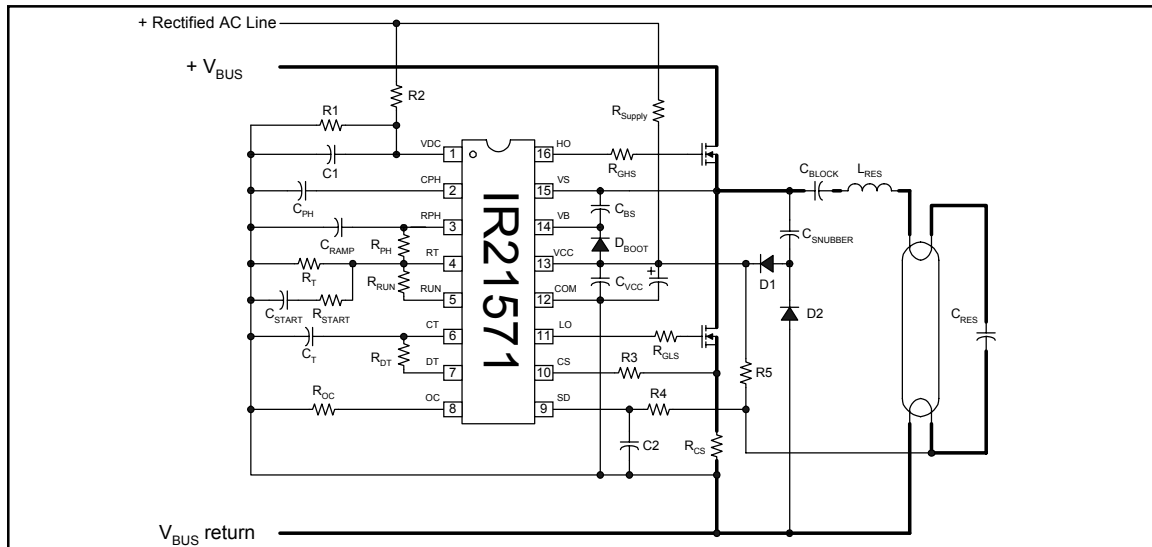 + Rectified AC Line
+ VBUS
R1
R2
RSupply
VDC
1
16
HO
RGHS
C1
CPH
2
15
VS
CBLOCK
LRES
CPH
CBS
RPH
3
14
VB
CSNUBBER
CRAMP
RPH
DBOOT
RT
4
13
VCC
RT
RRUN
CVCC
+
D1
RUN
5
12
COM
CSTART
RSTART
D2
CRES
CT
6
11
LO
CT
RDT
RGLS
DT
7
10
CS
R3
R5
ROC
OC
8
9
SD
R4
C2
RCS
IR21571
VBUS return